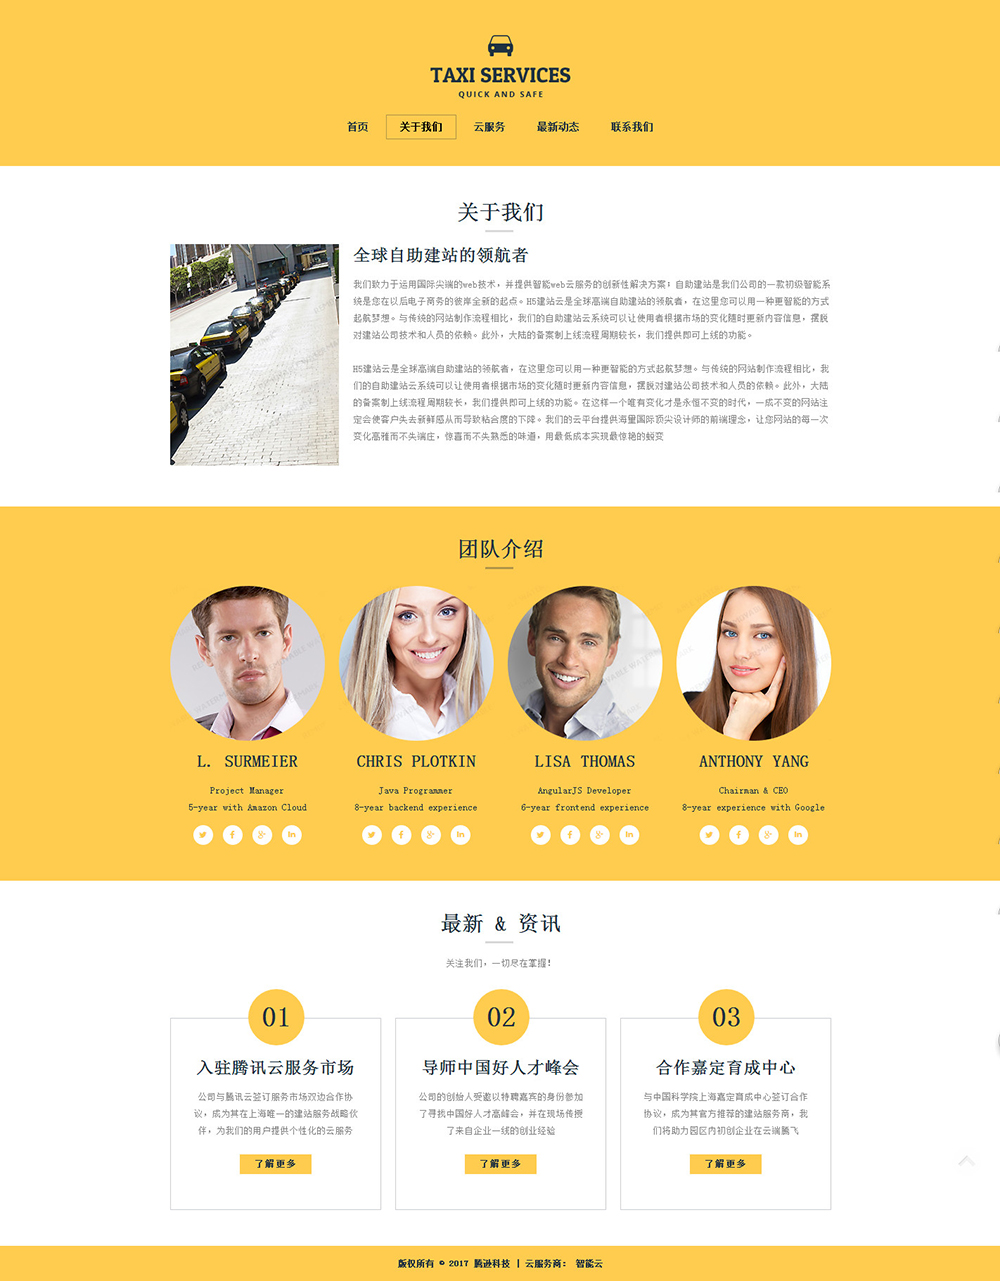 TAXI SERVICES
QUICK AND SAFE
首页 关于我们 云服务 最新动态 联系我们
关于我们
全球自助建站的领航者
我们致力于运用国际尖端的web技术，并提供智能web云服务的创新性解决方案；自助建站是我们公司的一款初级智能系
统是您在以后电子商务的彼岸全新的起点。H5建站云是全球高端自助建站的领航者，在这里您可以用一种更智能的方式
起航梦想。与传统的网站制作流程相比，我们的自助建站云系统可以让使用者根据市场的变化随时更新内容信息，摆脱
对建站公司技术和人员的依赖。此外，大陆的备案制上线流程周期较长，我们提供即可上线的功能。
H5建站云是全球高端自助建站的领航者，在这里您可以用一种更智能的方式起航梦想。与传统的网站制作流程相比，我
们的自助建站云系统可以让使用者根据市场的变化随时更新内容信息，摆脱对建站公司技术和人员的依赖。此外，大陆
的备案制上线流程周期较长，我们提供即可上线的功能。在这样一个唯有变化才是永恒不变的时代，一成不变的网站注
定会使客户失去新鲜感从而导致粘合度的下降。我们的云平台提供海量国际顶尖设计师的前端理念，让您网站的每一次
变化高雅而不失端庄，惊喜而不失熟悉的味道，用最低成本实现最惊艳的蜕变
团队介绍
L. SURMEIER
CHRIS PLOTKIN
LISA THOMAS
ANTHONY YANG
Project Manager
Java Programmer
AngularJS Developer
Chairman & CEO
5-year with Amazon Cloud
8-year backend experience
6-year frontend experience
8-year experience with Google
最新 & 资讯
关注我们，一切尽在掌握！
01
入驻腾讯云服务市场
公司与腾讯云签订服务市场双边合作协
议，成为其在上海唯一的建站服务战略伙
伴，为我们的用户提供个性化的云服务
了解更多
02
导师中国好人才峰会
公司的创始人受邀以特聘嘉宾的身份参加
了寻找中国好人才高峰会，并在现场传授
了来自企业一线的创业经验
了解更多
03
合作嘉定育成中心
与中国科学院上海嘉定育成中心签订合作
协议，成为其官方推荐的建站服务商，我
们将助力园区内初创企业在云端腾飞
了解更多
版权所有 © 2017 腾逊科技 | 云服务商： 智能云